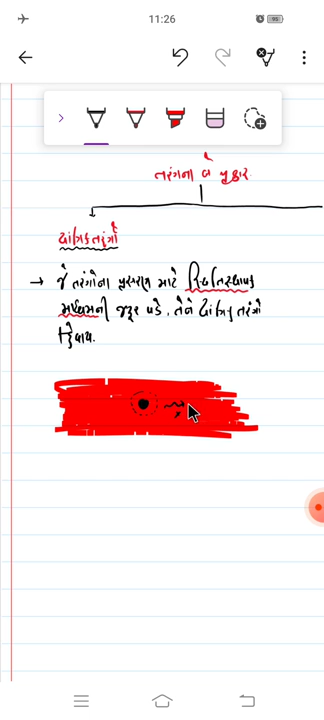 11:26
તરંગના બે પ્રકાર
યાંત્રિક તરંગો
→ જે તરંગોના પ્રસરણ માટે સ્થિતિસ્થાપક
માધ્યમની જરૂર પડે, તેને યાંત્રિક તરંગો
કહેવાય.